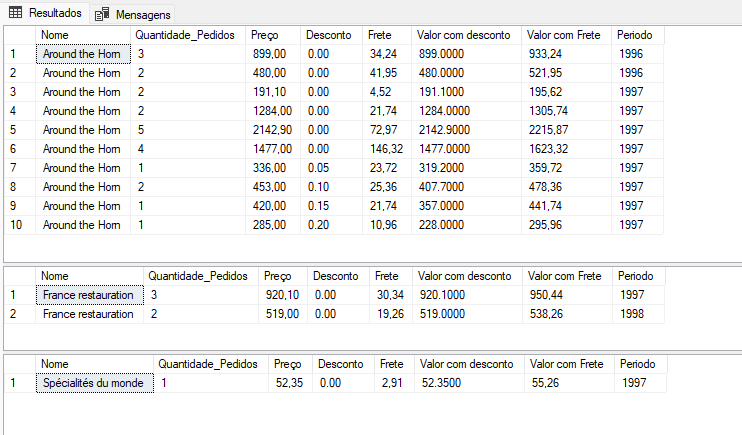 Resultados Mensagens
Nome Quantidade_Pedidos Preço Desconto Frete Valor com desconto Valor com Frete Periodo
1 Around the Horn 3 899,00 0.00 34,24 899.0000 933,24 1996
2 Around the Horn 2 480,00 0.00 41,95 480.0000 521,95 1996
3 Around the Horn 2 191,10 0.00 4,52 191.1000 195,62 1997
4 Around the Horn 2 1284,00 0.00 21,74 1284.0000 1305,74 1997
5 Around the Horn 5 2142,90 0.00 72,97 2142.9000 2215,87 1997
6 Around the Horn 4 1477,00 0.00 146,32 1477.0000 1623,32 1997
7 Around the Horn 1 336,00 0.05 23,72 319.2000 359,72 1997
8 Around the Horn 2 453,00 0.10 25,36 407.7000 478,36 1997
9 Around the Horn 1 420,00 0.15 21,74 357.0000 441,74 1997
10 Around the Horn 1 285,00 0.20 10,96 228.0000 295,96 1997
Nome Quantidade_Pedidos Preço Desconto Frete Valor com desconto Valor com Frete Periodo
1 France restauration 3 920,10 0.00 30,34 920.1000 950,44 1997
2 France restauration 2 519,00 0.00 19,26 519.0000 538,26 1998
Nome Quantidade_Pedidos Preço Desconto Frete Valor com desconto Valor com Frete Periodo
1 Spécialités du monde 1 52,35 0.00 2,91 52.3500 55,26 1997